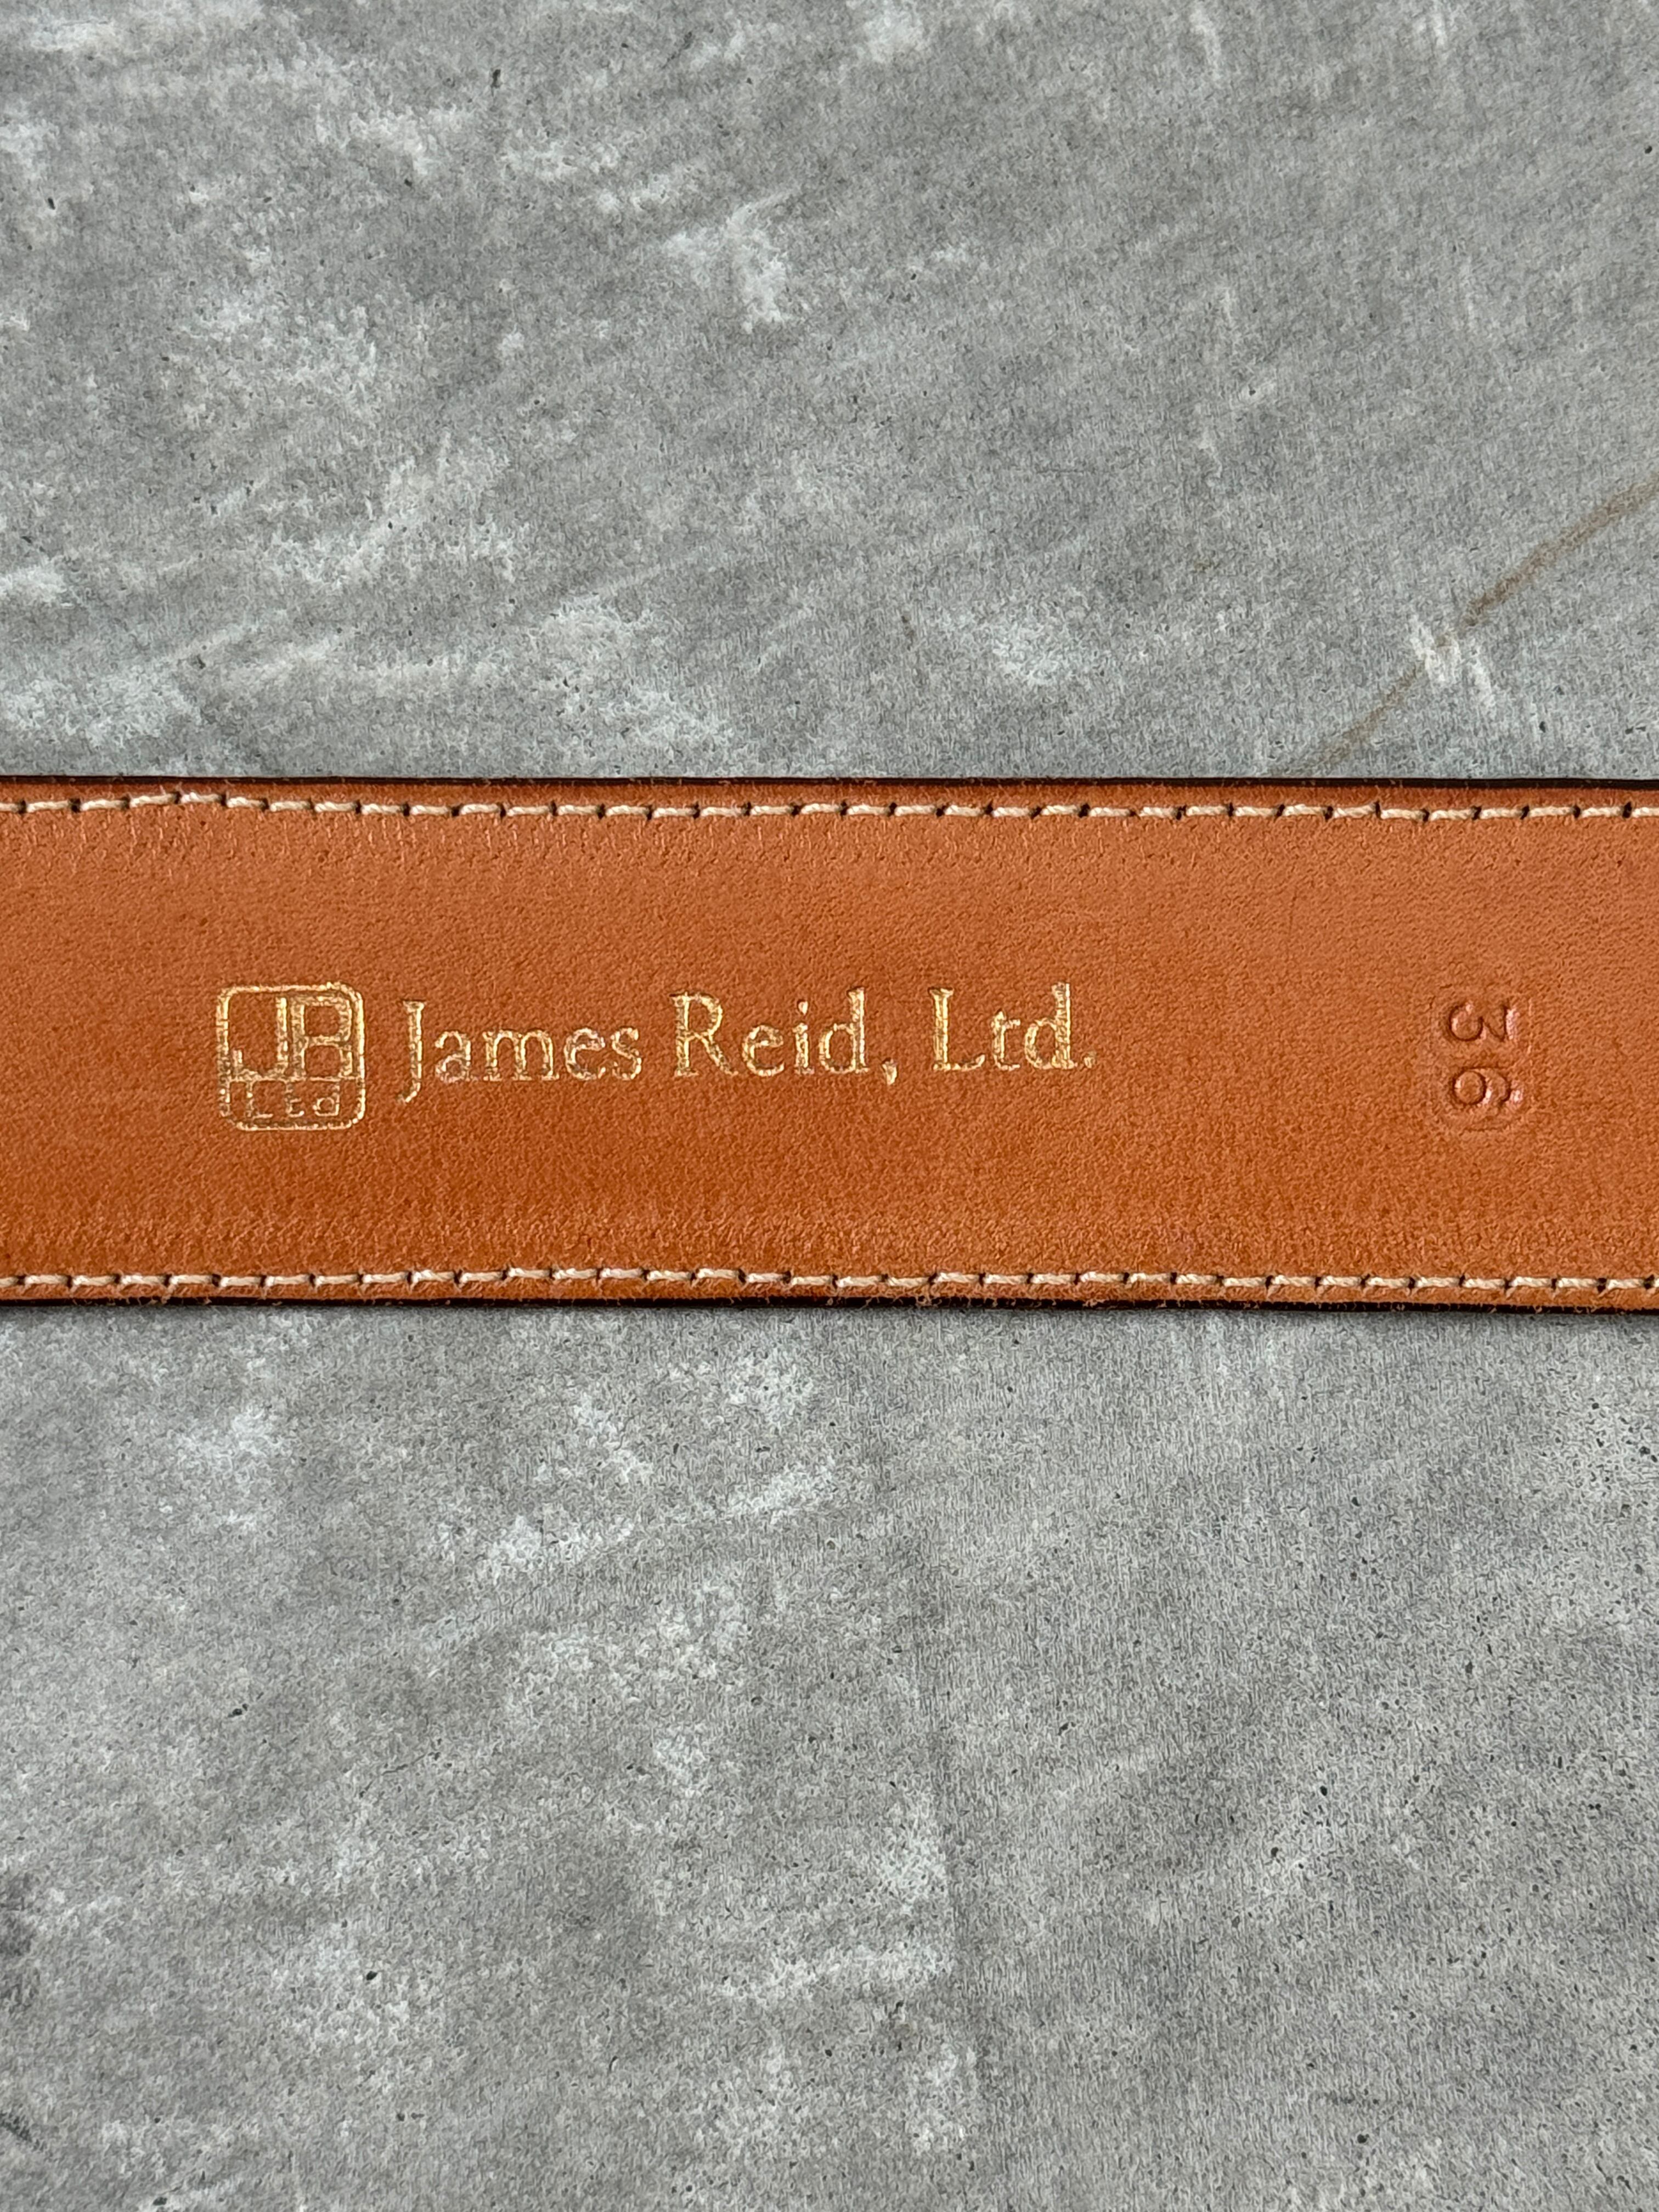 JR
Ltd
James Reid, Ltd.
36